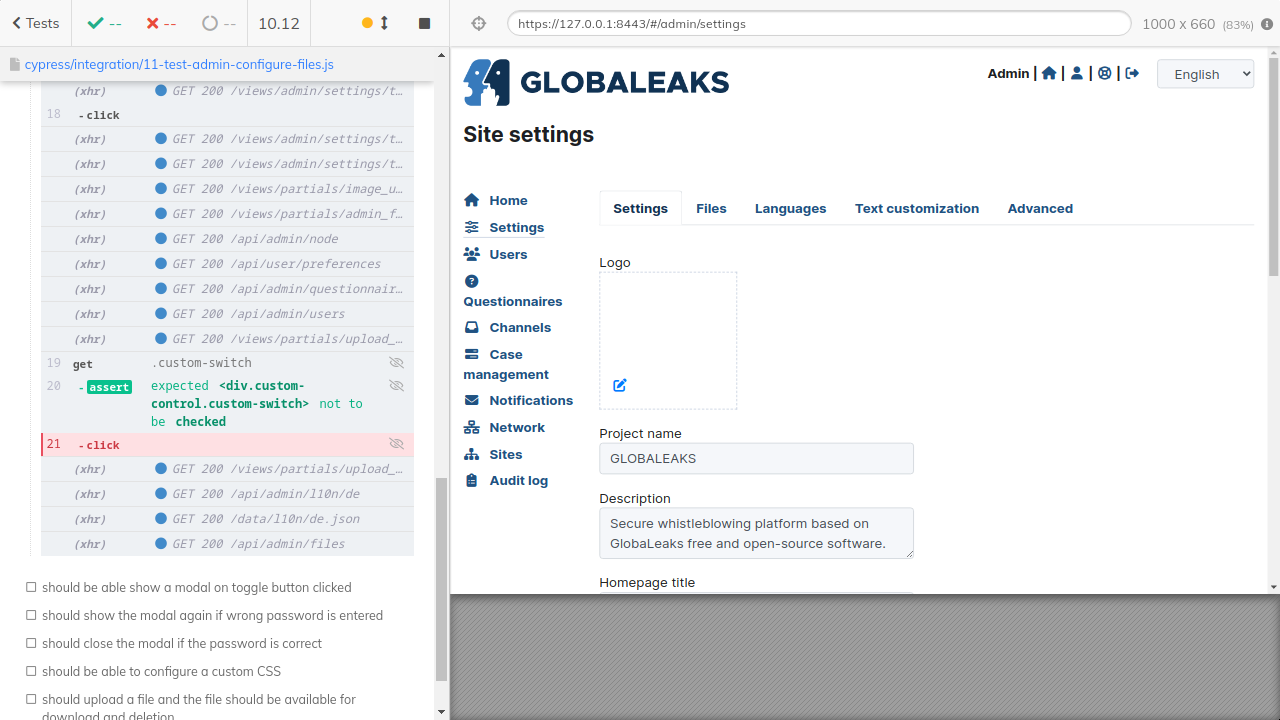 Tests
--
--
--
10.12
https://127.0.0.1:8443/#/admin/settings
1000 x 660 (83%)
cypress/integration/11-test-admin-configure-files.js
(xhr) GET 200 /views/admin/settings/t…
18 -click
(xhr) GET 200 /views/admin/settings/t…
(xhr) GET 200 /views/admin/settings/t…
(xhr) GET 200 /views/partials/image_u…
(xhr) GET 200 /views/partials/admin_f…
(xhr) GET 200 /api/admin/node
(xhr) GET 200 /api/user/preferences
(xhr) GET 200 /api/admin/questionnair…
(xhr) GET 200 /api/admin/users
(xhr) GET 200 /views/partials/upload_…
19 get .custom-switch
20 -assert expected <div.custom-
control.custom-switch> not to
be checked
21 -click
(xhr) GET 200 /views/partials/upload_…
(xhr) GET 200 /api/admin/l10n/de
(xhr) GET 200 /data/l10n/de.json
(xhr) GET 200 /api/admin/files
should be able show a modal on toggle button clicked
should show the modal again if wrong password is entered
should close the modal if the password is correct
should be able to configure a custom CSS
should upload a file and the file should be available for
download and deletion
GLOBALEAKS
Admin | | | |
English
Site settings
Home
Settings
Users
Questionnaires
Channels
Case
management
Notifications
Network
Sites
Audit log
Settings Files Languages Text customization Advanced
Logo
Project name
GLOBALEAKS
Description
Secure whistleblowing platform based on
GlobaLeaks free and open-source software.
Homepage title